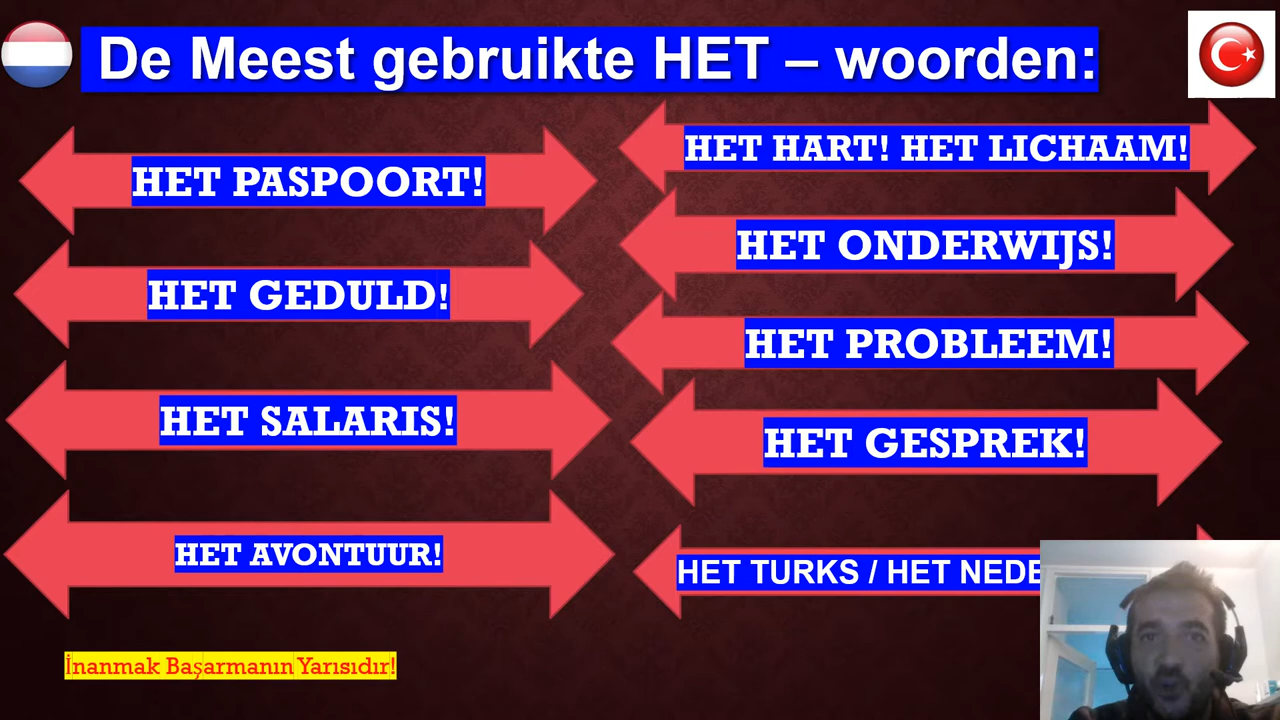 De Meest gebruikte HET – woorden:
HET PASPOORT!
HET GEDULD!
HET SALARIS!
HET AVONTUUR!
HET HART! HET LICHAAM!
HET ONDERWIJS!
HET PROBLEEM!
HET GESPREK!
HET TURKS / HET
İnanmak Başarmanın Yarısıdır!